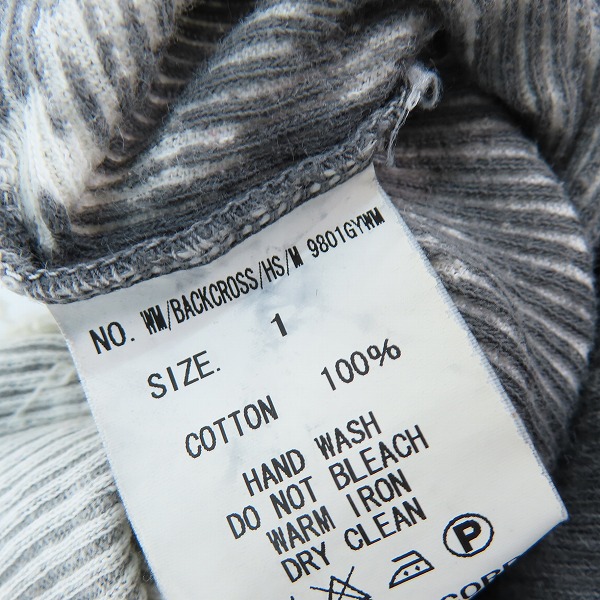 NO. WM/BACKCROSS/HS/M 9801GYWM
SIZE. 1
COTTON 100%
HAND WASH
DO NOT BLEACH
WARM IRON
DRY CLEAN
P